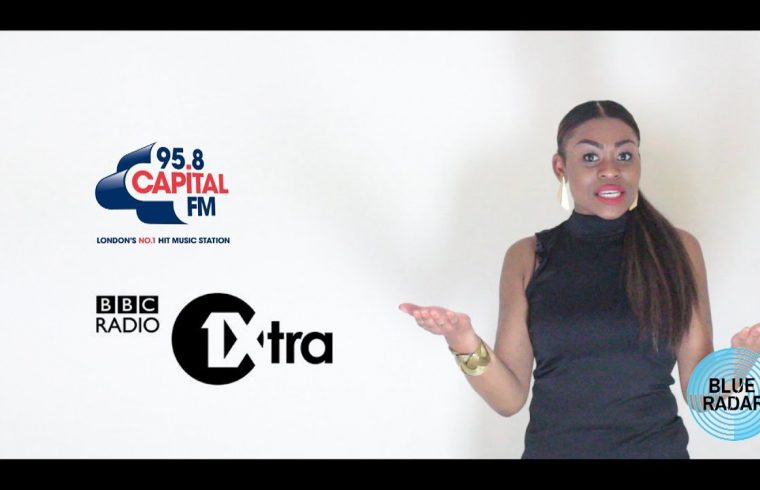 95.8
CAPITAL
FM
LONDON'S NO.1 HIT MUSIC STATION
BBC
RADIO
1Xtra
BLUE
RADAR